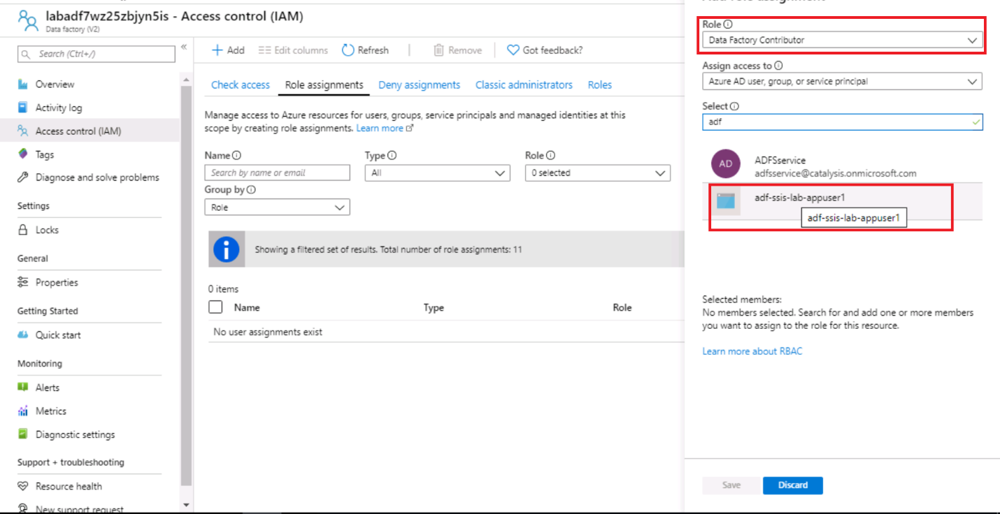 labadf7wz25zbjyn5is - Access control (IAM)
Data factory (V2)
Search (Ctrl+/)
«
Overview
Activity log
Access control (IAM)
Tags
Diagnose and solve problems
Settings
Locks
General
Properties
Getting Started
Quick start
Monitoring
Alerts
Metrics
Diagnostic settings
Support + troubleshooting
Resource health
New support request
Add
Edit columns
Refresh
Remove
Got feedback?
Check access
Role assignments
Deny assignments
Classic administrators
Roles
Manage access to Azure resources for users, groups, service principals and managed identities at this
scope by creating role assignments. Learn more
Name
Search by name or email
Type
All
Role
0 selected
Group by
Role
Showing a filtered set of results. Total number of role assignments: 11
0 items
Name Type Role
No user assignments exist
Add role assignment
Role
Data Factory Contributor
Assign access to
Azure AD user, group, or service principal
Select
adf
AD
ADFSservice
adfsservice@catalysis.onmicrosoft.com
adf-ssis-lab-appuser1
adf-ssis-lab-appuser1
Selected members:
No members selected. Search for and add one or more members
you want to assign to the role for this resource.
Learn more about RBAC
Save
Discard